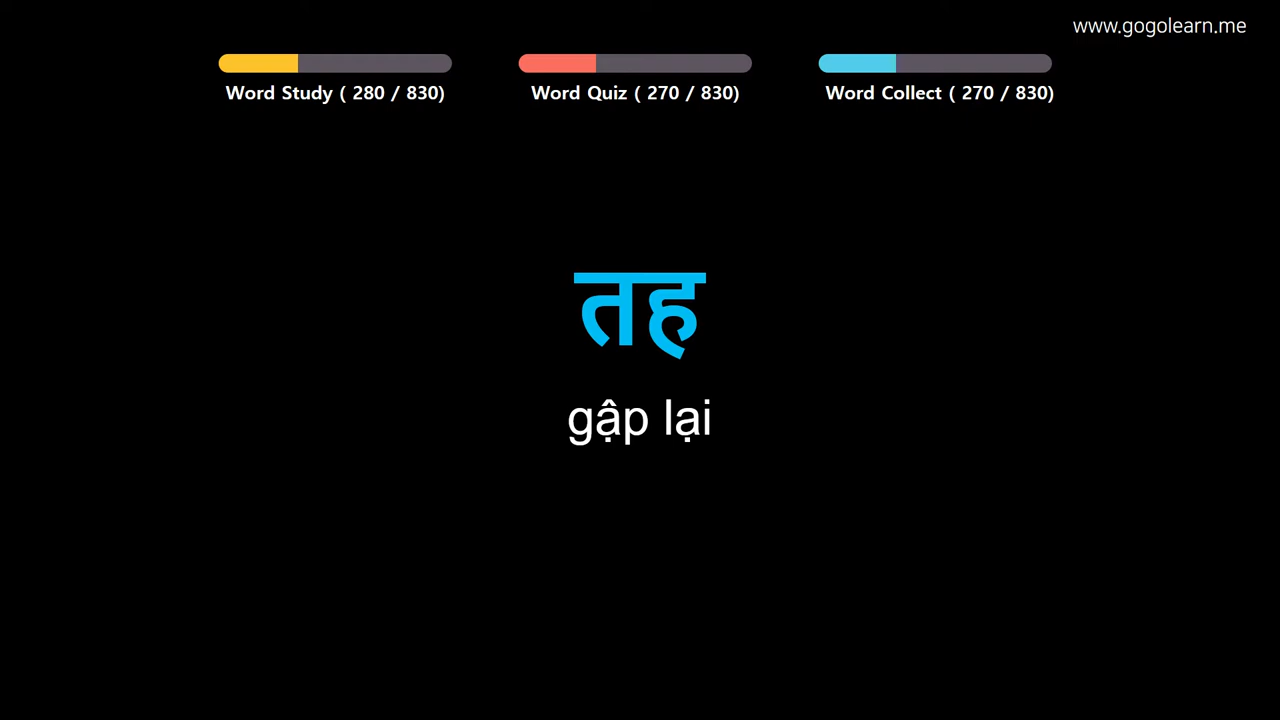 www.gogolearn.me
Word Study ( 280 / 830)
Word Quiz ( 270 / 830)
Word Collect ( 270 / 830)
तह
gập lại